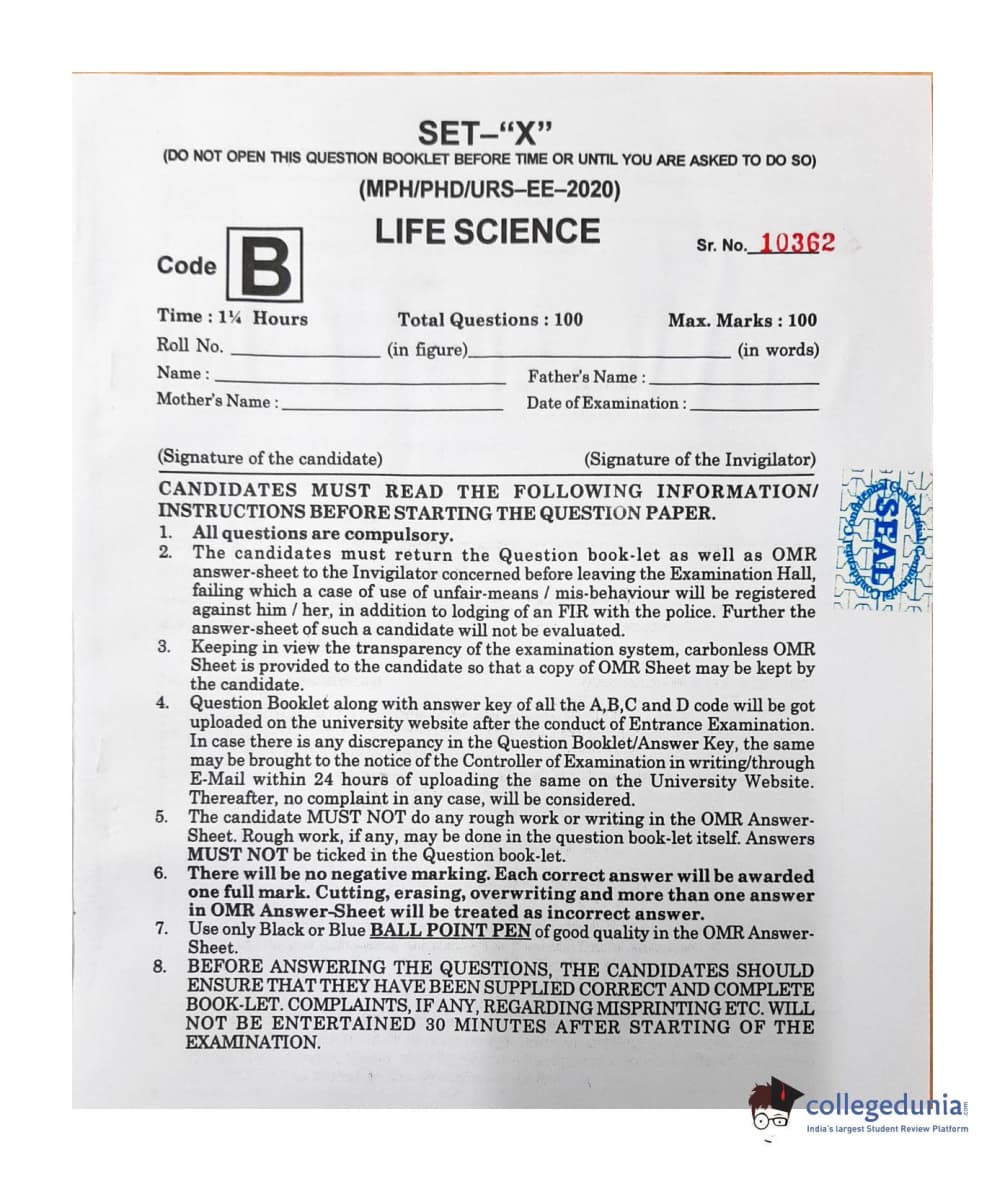 SET–“X”
(DO NOT OPEN THIS QUESTION BOOKLET BEFORE TIME OR UNTIL YOU ARE ASKED TO DO SO)
(MPH/PHD/URS–EE–2020)
LIFE SCIENCE
Sr. No. 10362
Code B
Time : 1¼ Hours Total Questions : 100 Max. Marks : 100
Roll No. (in figure) (in words)
Name : Father's Name :
Mother's Name : Date of Examination :
(Signature of the candidate) (Signature of the Invigilator)
CANDIDATES MUST READ THE FOLLOWING INFORMATION/
INSTRUCTIONS BEFORE STARTING THE QUESTION PAPER.
1. All questions are compulsory.
2. The candidates must return the Question book-let as well as OMR
answer-sheet to the Invigilator concerned before leaving the Examination Hall,
failing which a case of use of unfair-means / mis-behaviour will be registered
against him / her, in addition to lodging of an FIR with the police. Further the
answer-sheet of such a candidate will not be evaluated.
3. Keeping in view the transparency of the examination system, carbonless OMR
Sheet is provided to the candidate so that a copy of OMR Sheet may be kept by
the candidate.
4. Question Booklet along with answer key of all the A,B,C and D code will be got
uploaded on the university website after the conduct of Entrance Examination.
In case there is any discrepancy in the Question Booklet/Answer Key, the same
may be brought to the notice of the Controller of Examination in writing/through
E-Mail within 24 hours of uploading the same on the University Website.
Thereafter, no complaint in any case, will be considered.
5. The candidate MUST NOT do any rough work or writing in the OMR Answer-
Sheet. Rough work, if any, may be done in the question book-let itself. Answers
MUST NOT be ticked in the Question book-let.
6. There will be no negative marking. Each correct answer will be awarded
one full mark. Cutting, erasing, overwriting and more than one answer
in OMR Answer-Sheet will be treated as incorrect answer.
7. Use only Black or Blue BALL POINT PEN of good quality in the OMR Answer-
Sheet.
8. BEFORE ANSWERING THE QUESTIONS, THE CANDIDATES SHOULD
ENSURE THAT THEY HAVE BEEN SUPPLIED CORRECT AND COMPLETE
BOOK-LET. COMPLAINTS, IF ANY, REGARDING MISPRINTING ETC. WILL
NOT BE ENTERTAINED 30 MINUTES AFTER STARTING OF THE
EXAMINATION.
SEAL
Confidential Confidential Confidential Confidential
collegedunia.com
India's largest Student Review Platform